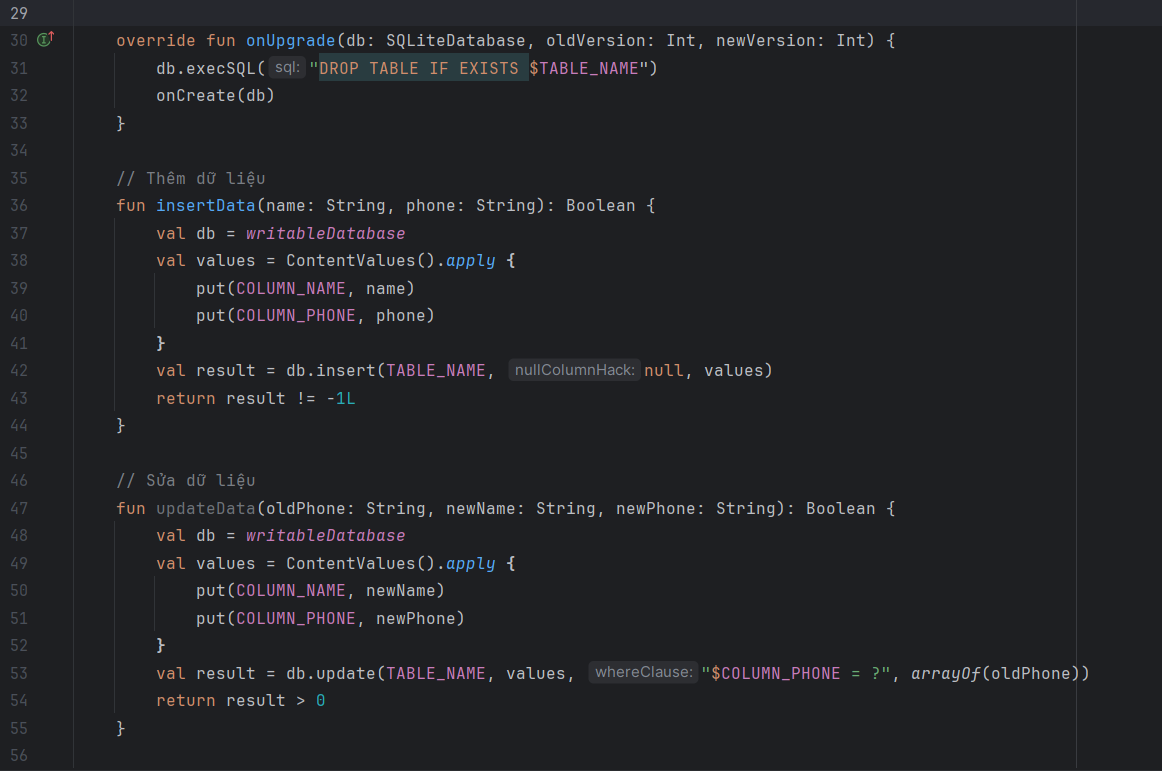 29
30 override fun onUpgrade(db: SQLiteDatabase, oldVersion: Int, newVersion: Int) {
31 db.execSQL( sql: "DROP TABLE IF EXISTS $TABLE_NAME")
32 onCreate(db)
33 }
34
35 // Thêm dữ liệu
36 fun insertData(name: String, phone: String): Boolean {
37 val db = writableDatabase
38 val values = ContentValues().apply {
39 put(COLUMN_NAME, name)
40 put(COLUMN_PHONE, phone)
41 }
42 val result = db.insert(TABLE_NAME, nullColumnHack: null, values)
43 return result != -1L
44 }
45
46 // Sửa dữ liệu
47 fun updateData(oldPhone: String, newName: String, newPhone: String): Boolean {
48 val db = writableDatabase
49 val values = ContentValues().apply {
50 put(COLUMN_NAME, newName)
51 put(COLUMN_PHONE, newPhone)
52 }
53 val result = db.update(TABLE_NAME, values, whereClause: "$COLUMN_PHONE = ?", arrayOf(oldPhone))
54 return result > 0
55 }
56